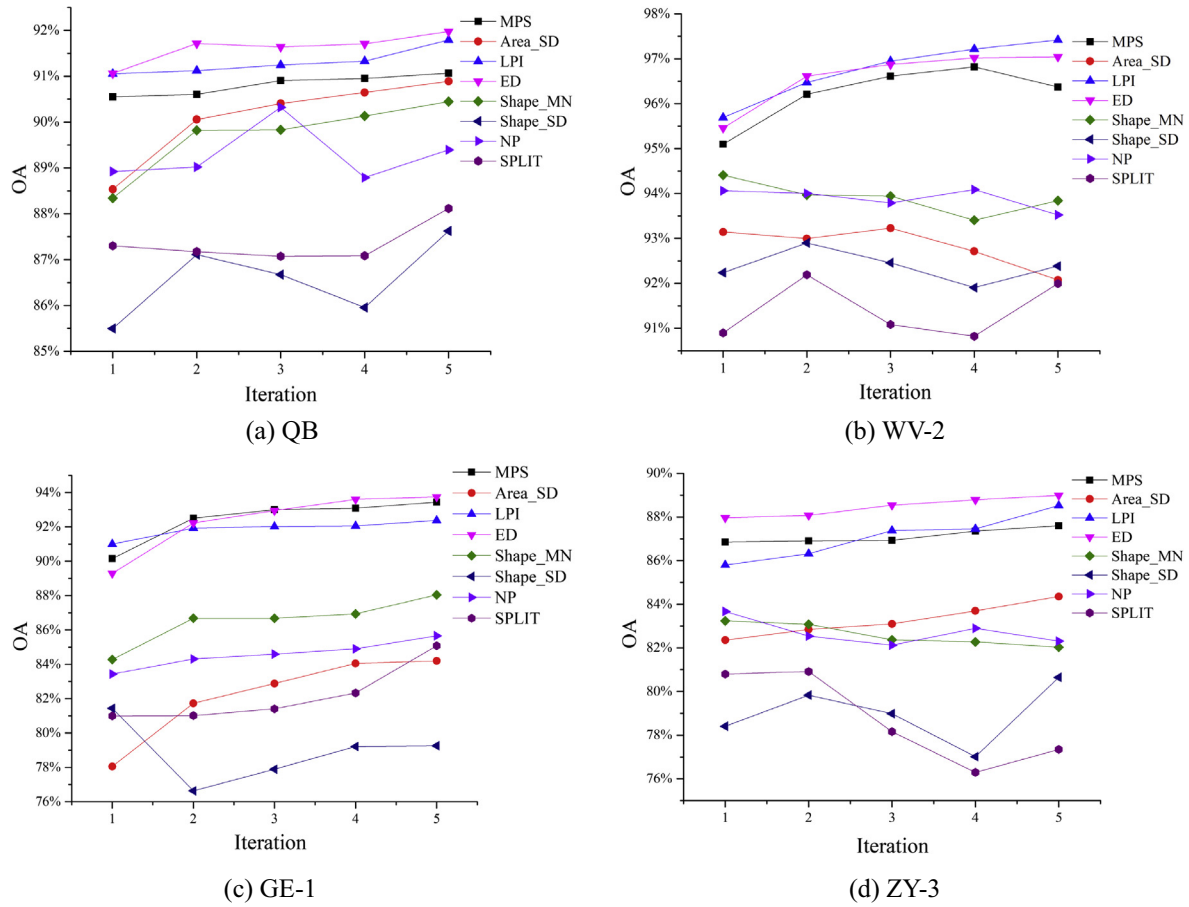 92%
91%
90%
89%
88%
87%
86%
85%
OA
1 2 3 4 5
Iteration
MPS
Area_SD
LPI
ED
Shape_MN
Shape_SD
NP
SPLIT
(a) QB
98%
97%
96%
95%
94%
93%
92%
91%
OA
1 2 3 4 5
Iteration
MPS
Area_SD
LPI
ED
Shape_MN
Shape_SD
NP
SPLIT
(b) WV-2
94%
92%
90%
88%
86%
84%
82%
80%
78%
76%
OA
1 2 3 4 5
Iteration
MPS
Area_SD
LPI
ED
Shape_MN
Shape_SD
NP
SPLIT
(c) GE-1
90%
88%
86%
84%
82%
80%
78%
76%
OA
1 2 3 4 5
Iteration
MPS
Area_SD
LPI
ED
Shape_MN
Shape_SD
NP
SPLIT
(d) ZY-3